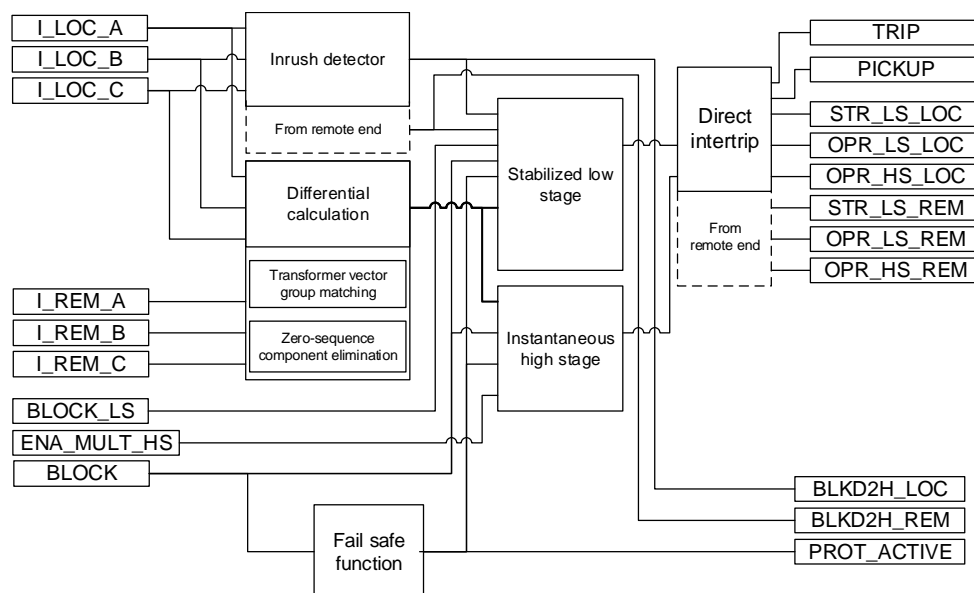 I_LOC_A
I_LOC_B
I_LOC_C
I_REM_A
I_REM_B
I_REM_C
BLOCK_LS
ENA_MULT_HS
BLOCK
Inrush detector
From remote end
Differential
calculation
Transformer vector
group matching
Zero-sequence
component elimination
Fail safe
function
Stabilized low
stage
Instantaneous
high stage
Direct
intertrip
From
remote end
TRIP
PICKUP
STR_LS_LOC
OPR_LS_LOC
OPR_HS_LOC
STR_LS_REM
OPR_LS_REM
OPR_HS_REM
BLKD2H_LOC
BLKD2H_REM
PROT_ACTIVE